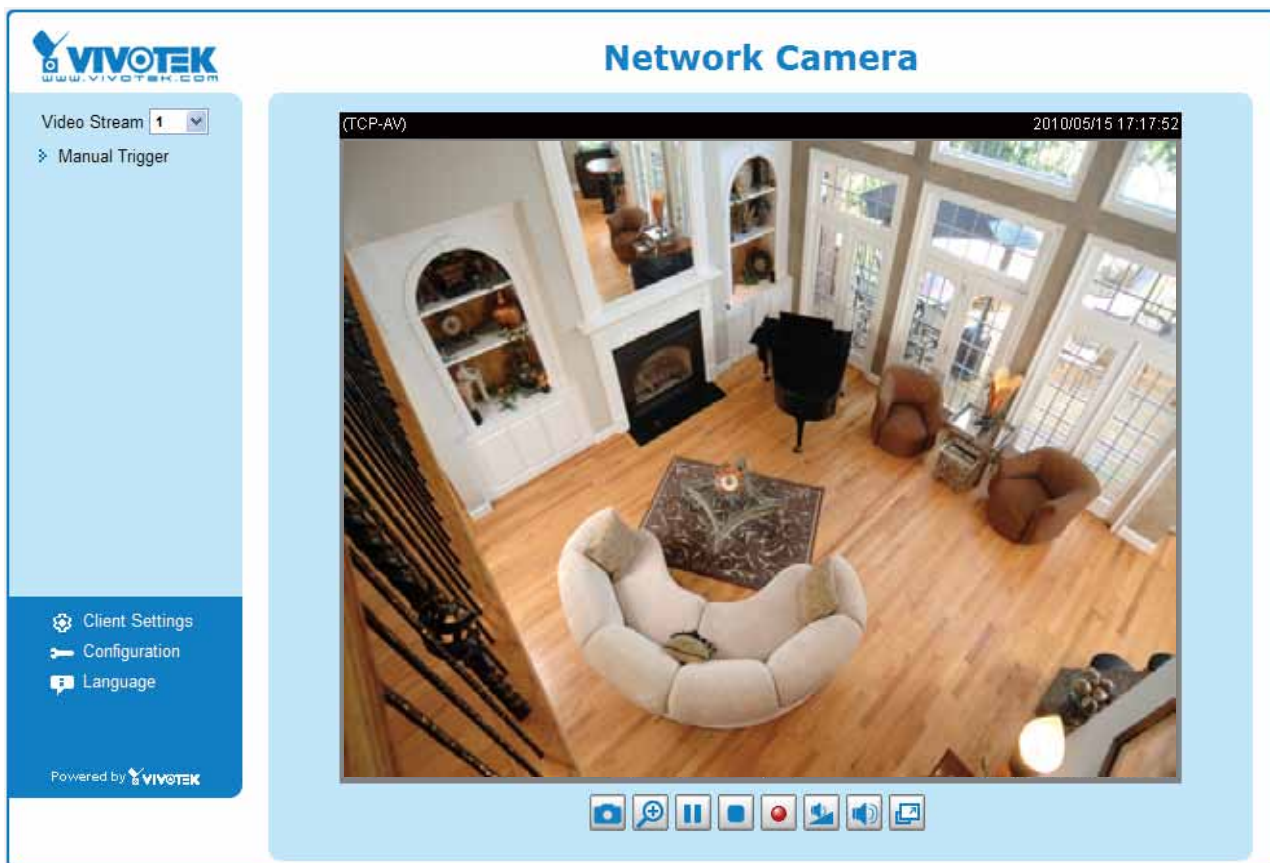 VIVOTEK
www.vivotek.com
Network Camera
Video Stream 1
Manual Trigger
(TCP-AV) 2010/05/15 17:17:52
Client Settings
Configuration
Language
Powered by VIVOTEK